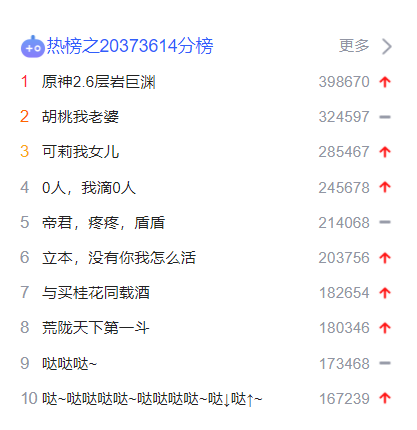 热榜之20373614分榜 更多
1 原神2.6层岩巨渊 398670
2 胡桃我老婆 324597
3 可莉我女儿 285467
4 0人，我滴0人 245678
5 帝君，疼疼，盾盾 214068
6 立本，没有你我怎么活 203756
7 与买桂花同载酒 182654
8 荒陇天下第一斗 180346
9 哒哒哒~ 173468
10 哒~哒哒哒哒~哒哒哒哒~哒↓哒↑~ 167239